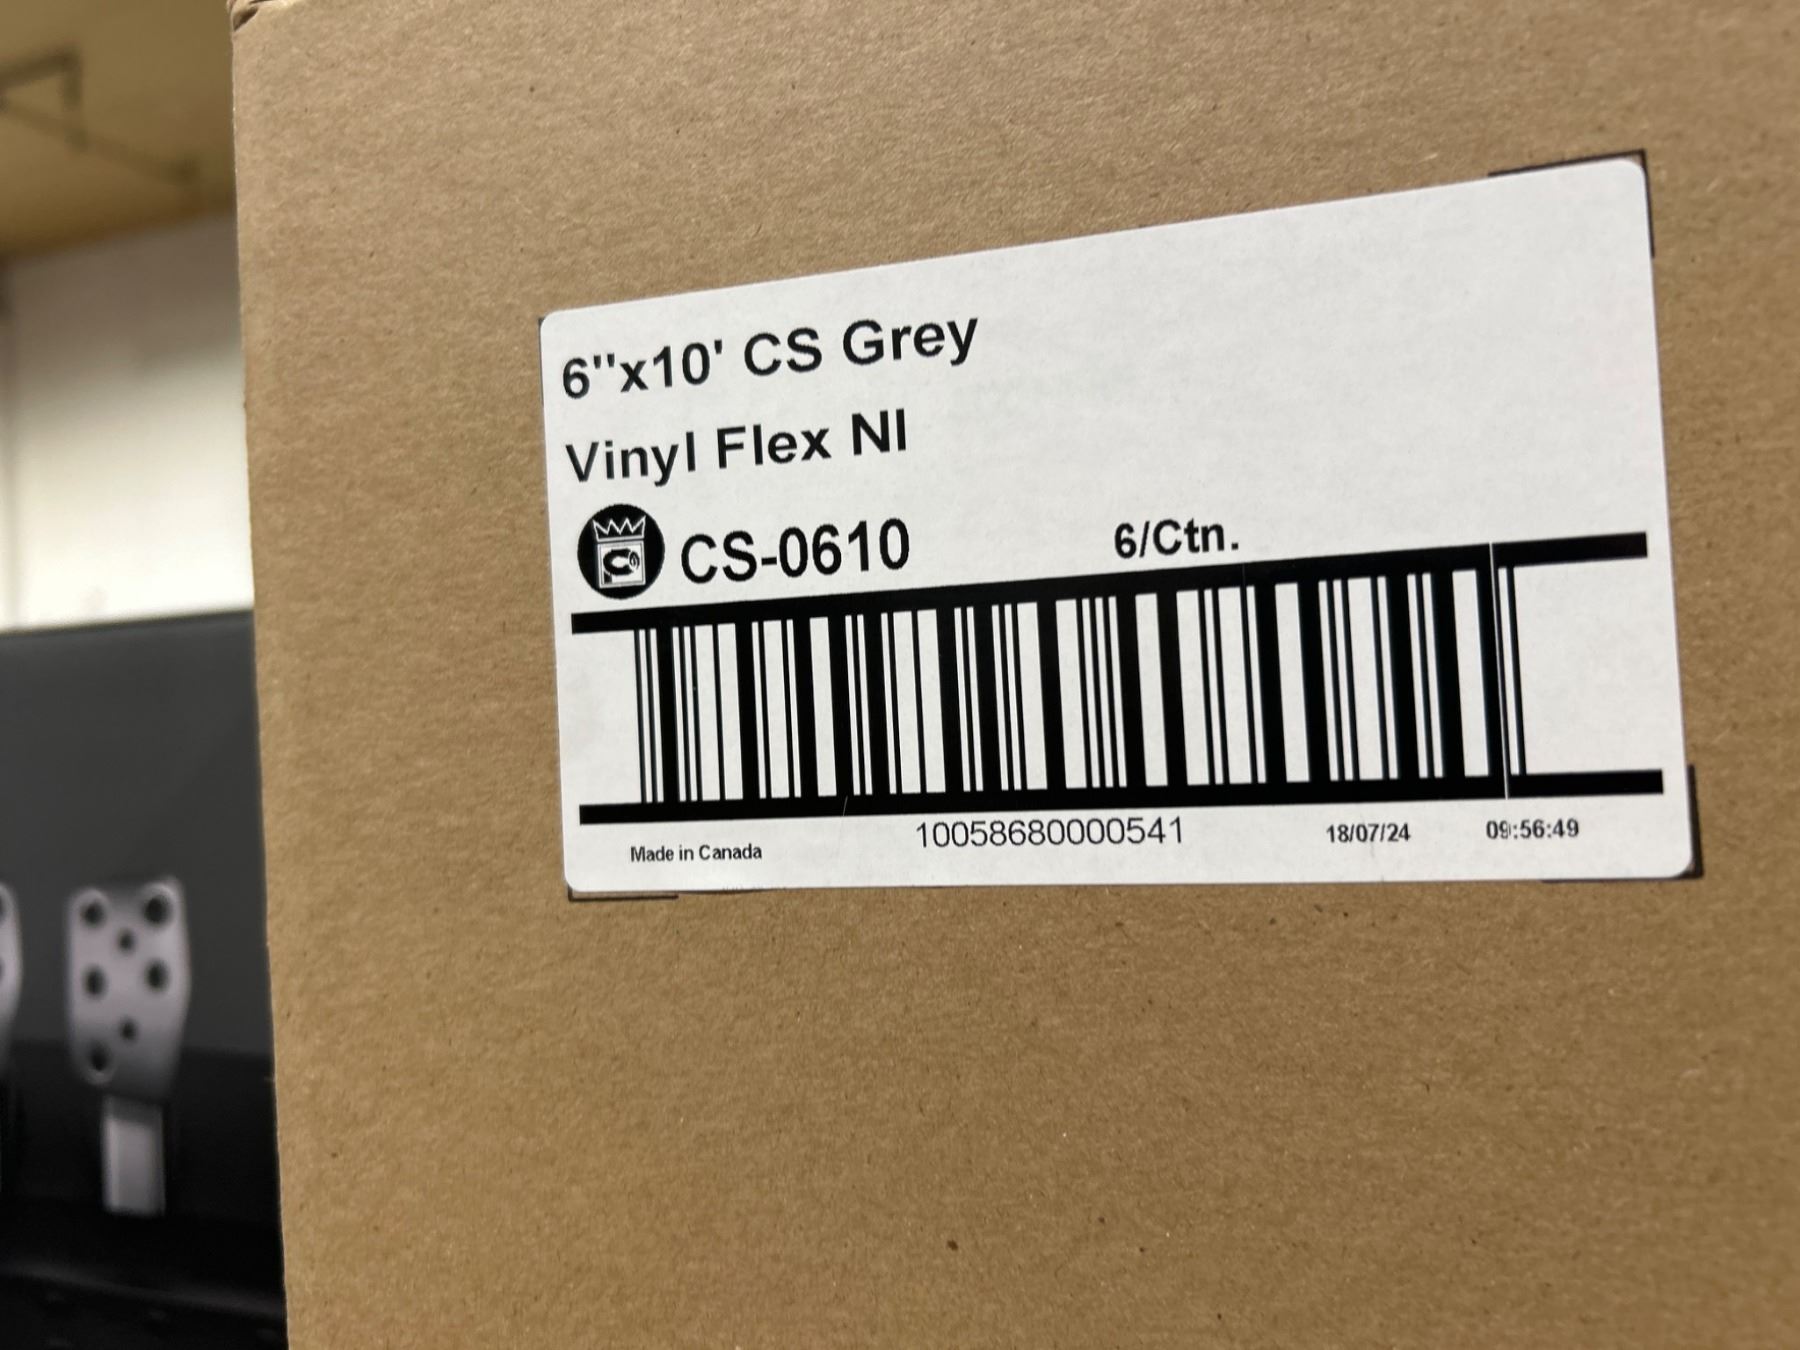 6"x10' CS Grey
Vinyl Flex NI
CS-0610 6/Ctn.
10058680000541
Made in Canada 18/07/24 09:56:49